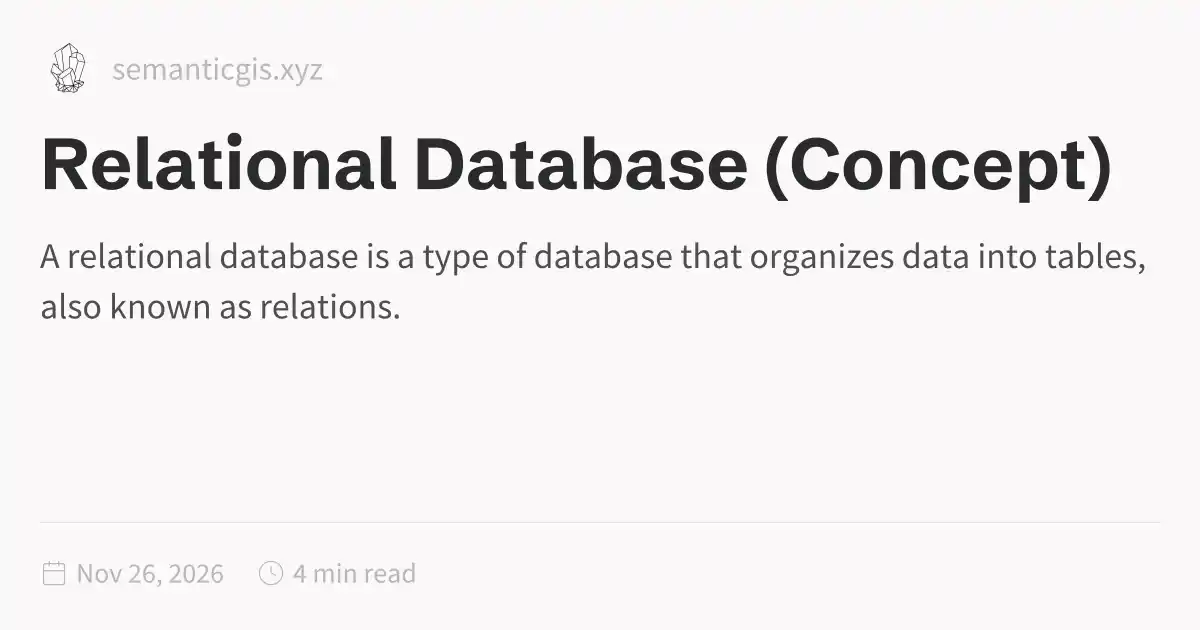 semanticgis.xyz
Relational Database (Concept)
A relational database is a type of database that organizes data into tables,
also known as relations.
Nov 26, 2026 4 min read